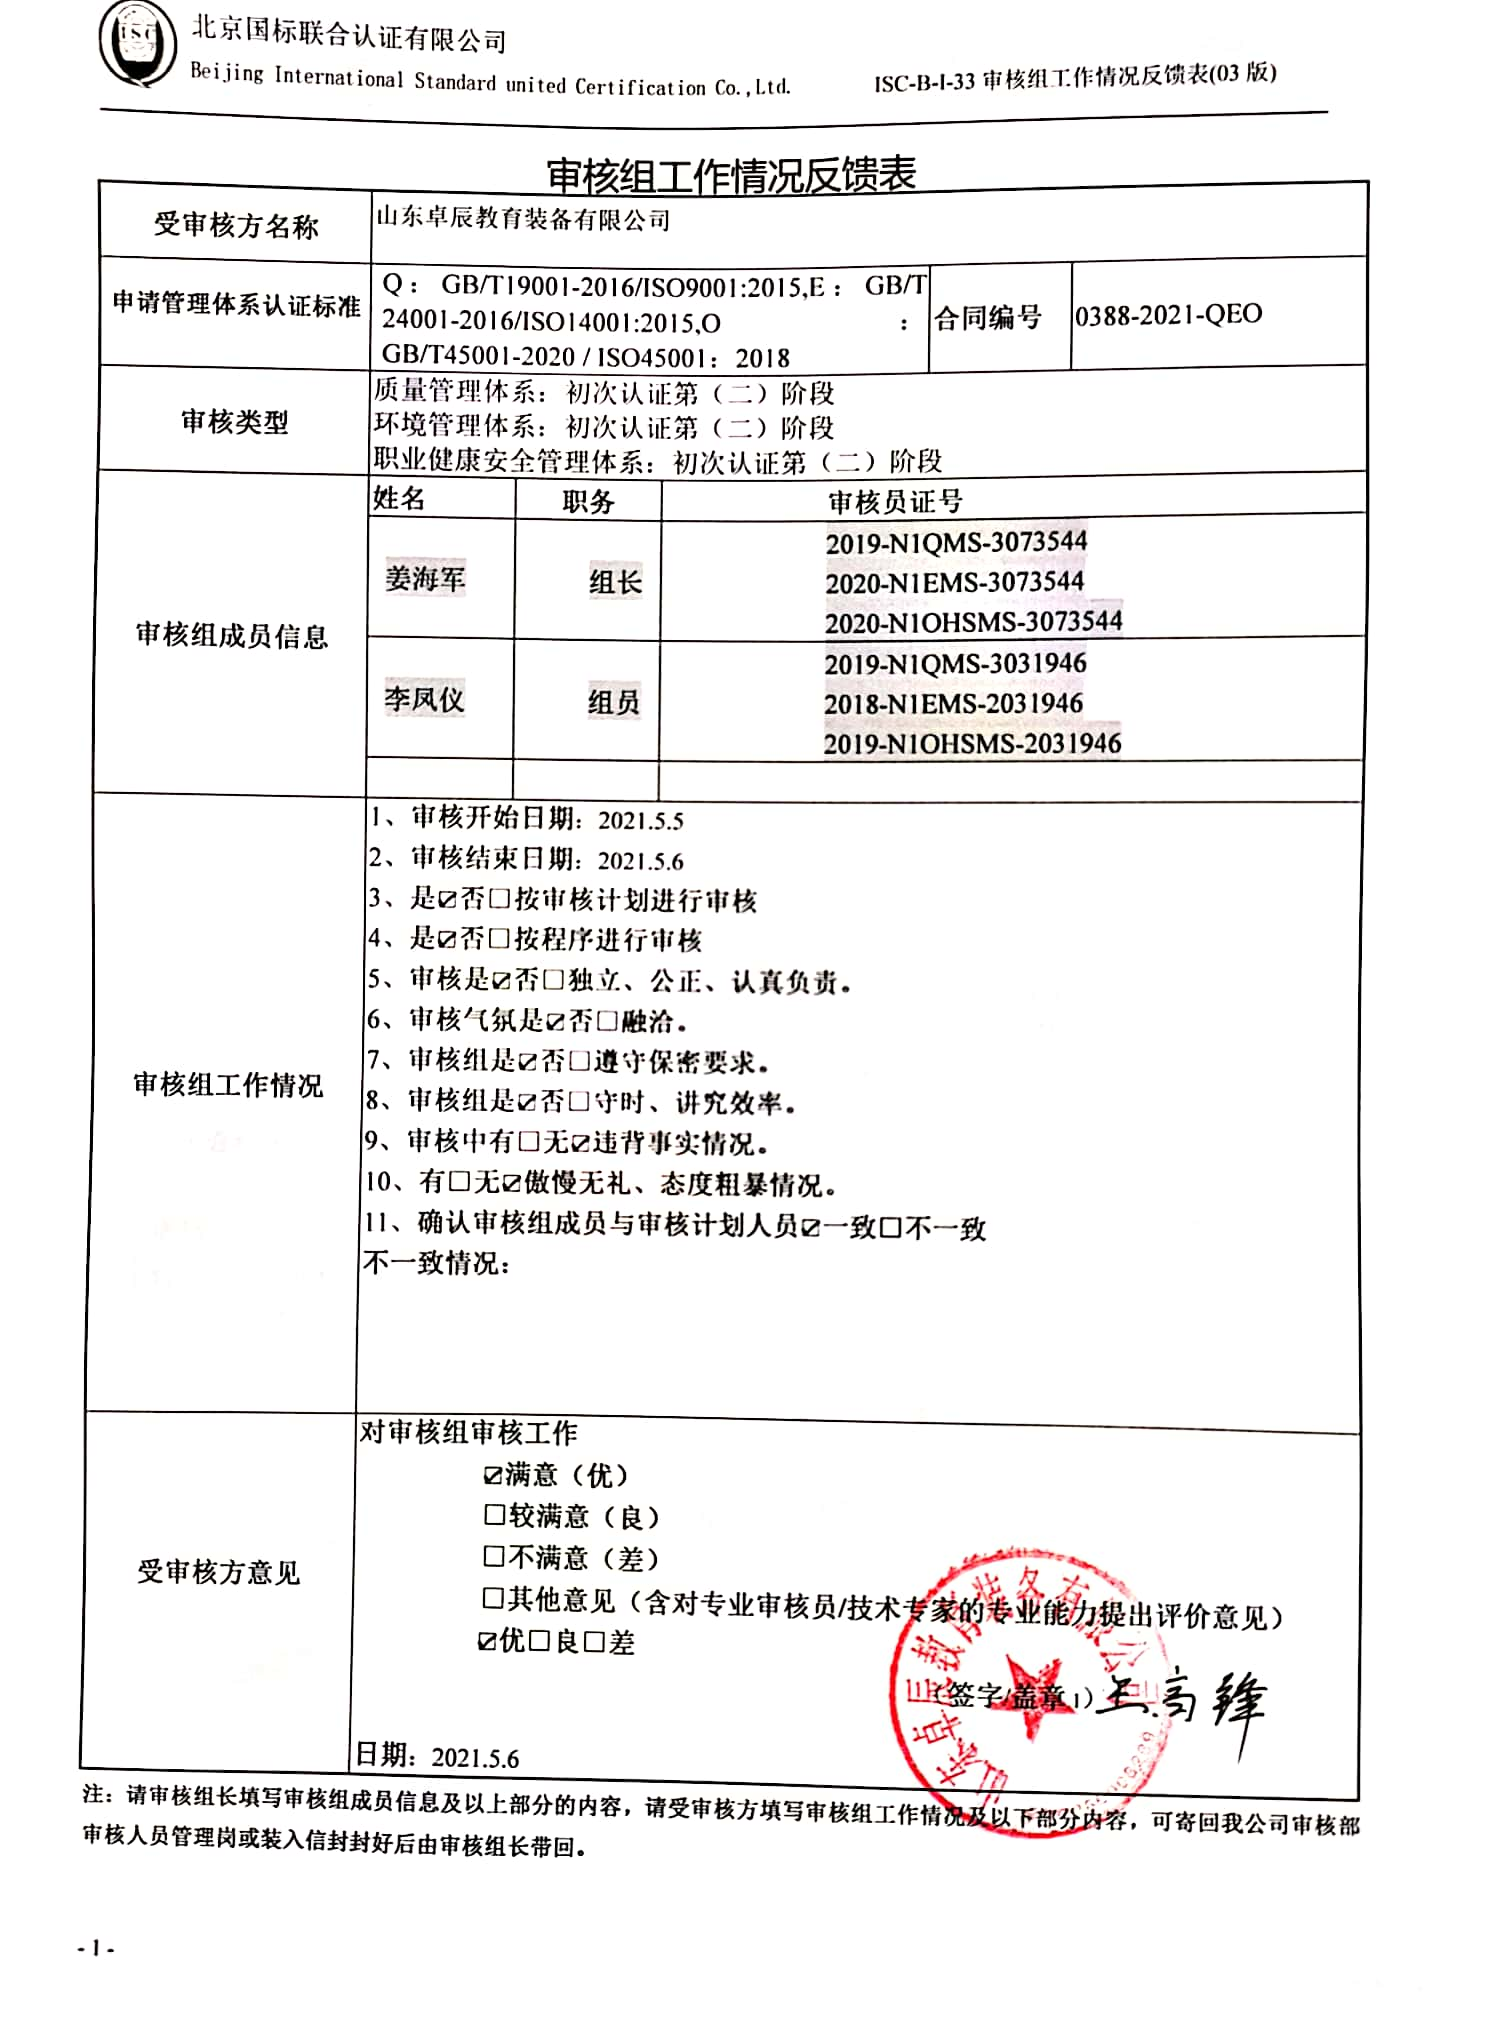 ISC
北京国标联合认证有限公司
Beijing International Standard united Certification Co.,Ltd.
ISC-B-I-33 审核组工作情况反馈表(03 版)
审核组工作情况反馈表
受审核方名称
山东卓辰教育装备有限公司
申请管理体系认证标准
Q： GB/T19001-2016/ISO9001:2015,E： GB/T
24001-2016/ISO14001:2015,O ：
GB/T45001-2020 / ISO45001：2018
合同编号
0388-2021-QEO
审核类型
质量管理体系：初次认证第（二）阶段
环境管理体系：初次认证第（二）阶段
职业健康安全管理体系：初次认证第（二）阶段
审核组成员信息
姓名 职务 审核员证号
姜海军 组长
2019-N1QMS-3073544
2020-N1EMS-3073544
2020-N1OHSMS-3073544
李凤仪 组员
2019-N1QMS-3031946
2018-N1EMS-2031946
2019-N1OHSMS-2031946
审核组工作情况
1、审核开始日期：2021.5.5
2、审核结束日期：2021.5.6
3、是☑否□按审核计划进行审核
4、是☑否□按程序进行审核
5、审核是☑否□独立、公正、认真负责。
6、审核气氛是☑否□融洽。
7、审核组是☑否□遵守保密要求。
8、审核组是☑否□守时、讲究效率。
9、审核中有□无☑违背事实情况。
10、有□无☑傲慢无礼、态度粗暴情况。
11、确认审核组成员与审核计划人员☑一致□不一致
不一致情况：
受审核方意见
对审核组审核工作
☑满意（优）
□较满意（良）
□不满意（差）
□其他意见（含对专业审核员/技术专家的专业能力提出评价意见）
☑优□良□差
（签字/盖章）
山东卓辰教育装备有限公司
日期：2021.5.6
注：请审核组长填写审核组成员信息及以上部分的内容，请受审核方填写审核组工作情况及以下部分内容，可寄回我公司审核部
审核人员管理岗或装入信封封好后由审核组长带回。
- 1 -